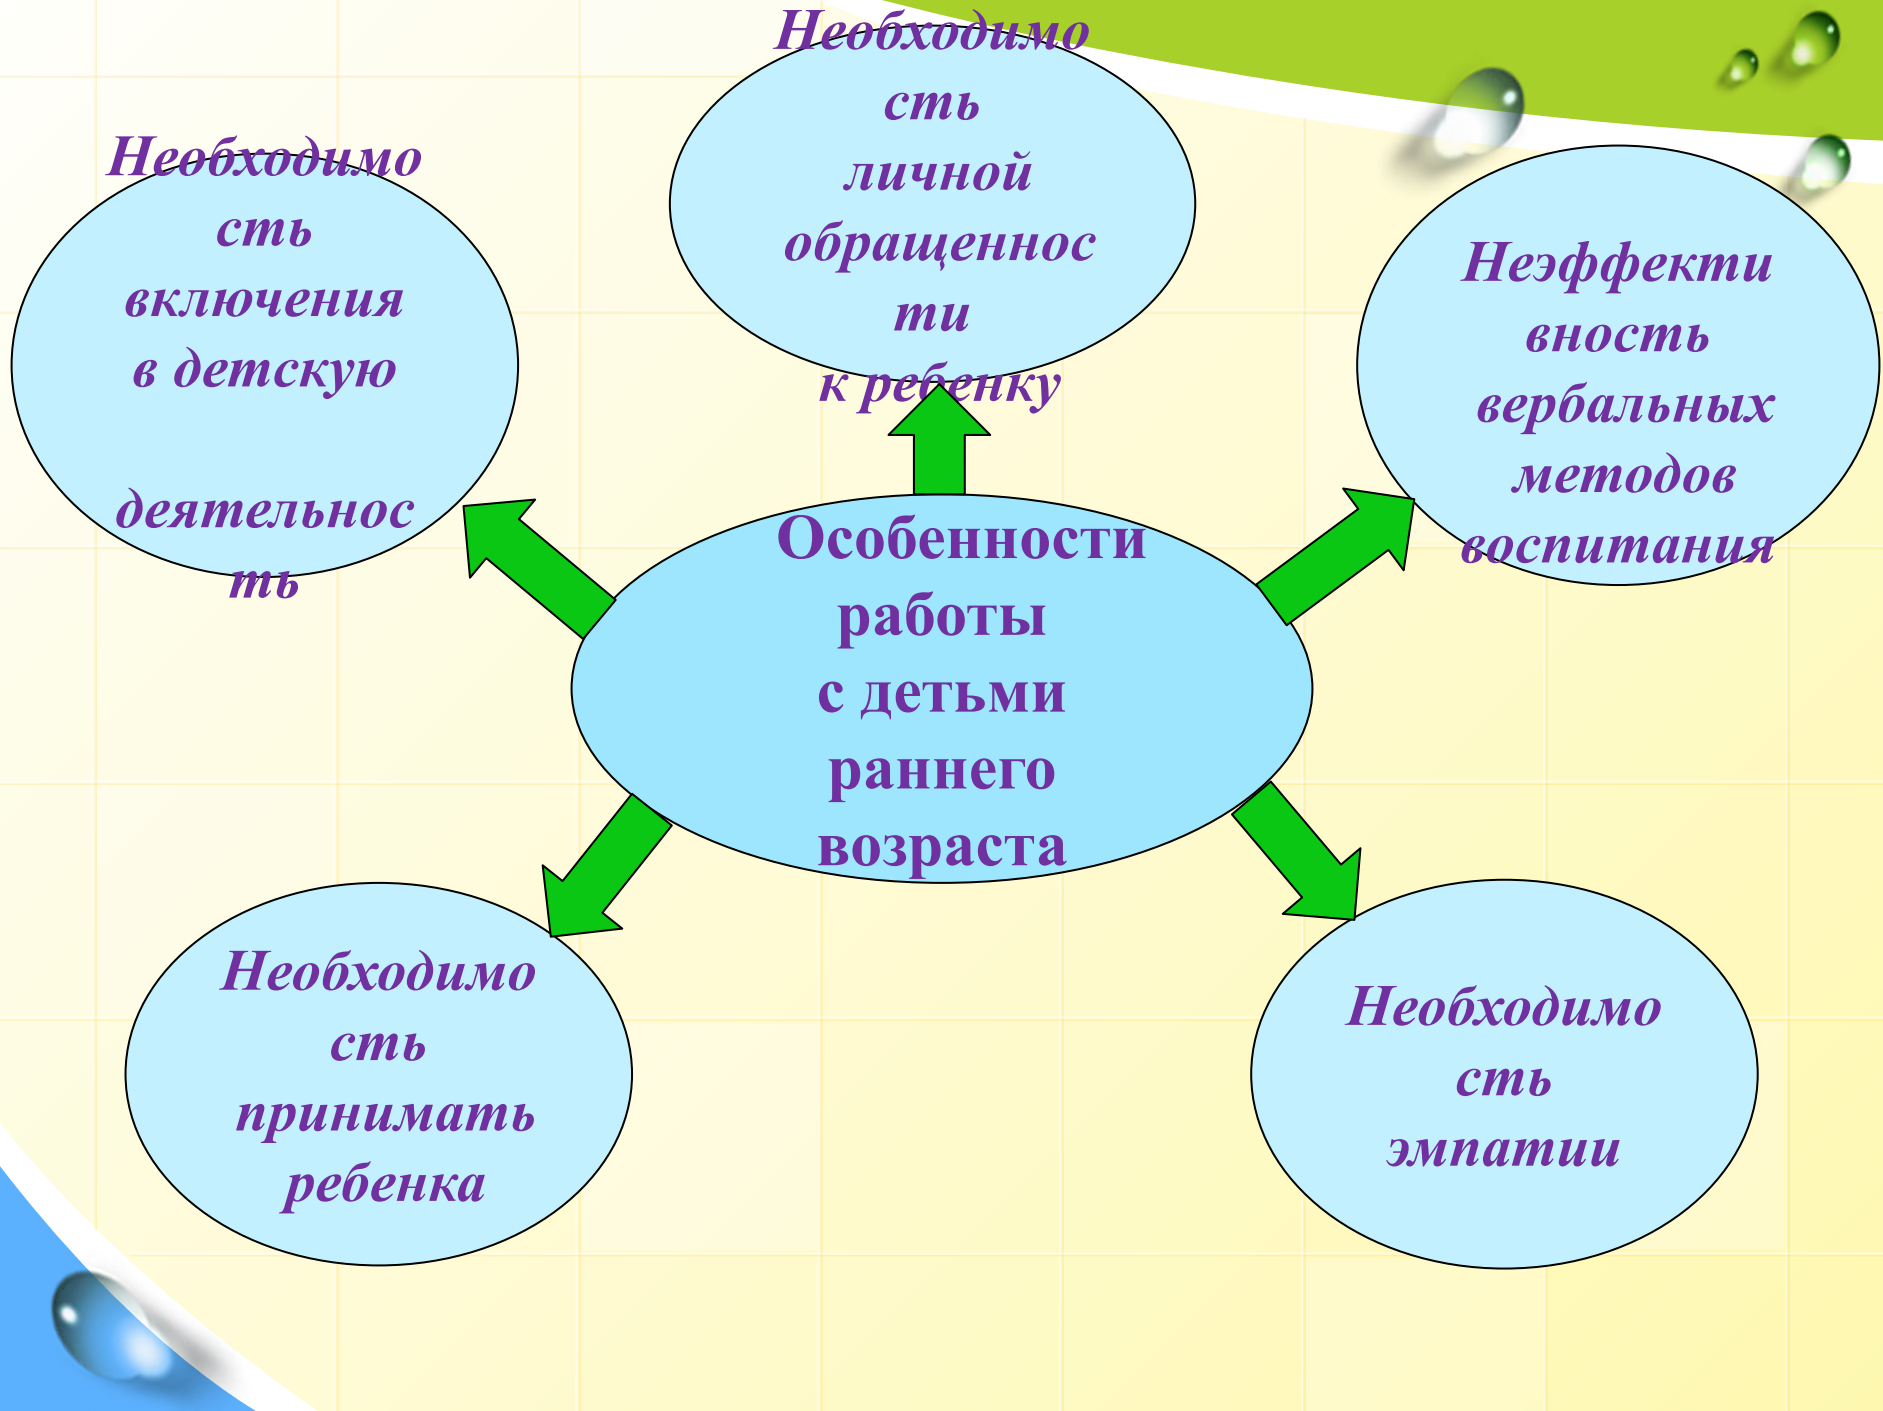 Необходимо
сть
личной
обращеннос
ти
к ребенку
Необходимо
сть
включения
в детскую
деятельнос
ть
Неэффекти
вность
вербальных
методов
воспитания
Особенности
работы
с детьми
раннего
возраста
Необходимо
сть
принимать
ребенка
Необходимо
сть
эмпатии